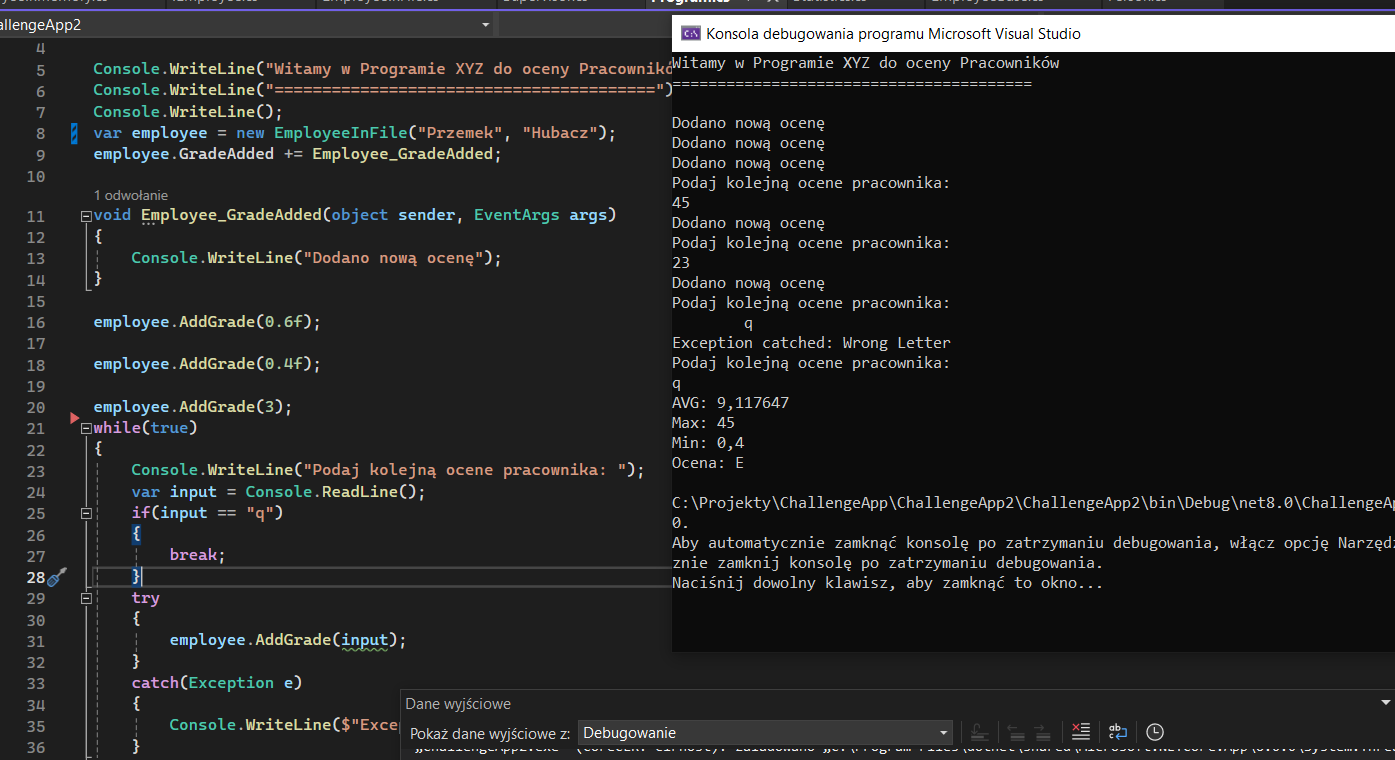 Programics
allengeApp2
Konsola debugowania programu Microsoft Visual Studio
4
5 Console.WriteLine("Witamy w Programie XYZ do oceny
6 Console.WriteLine("========================================")
7 Console.WriteLine();
8 var employee = new EmployeeInFile("Przemek", "Hubacz");
9 employee.GradeAdded += Employee_GradeAdded;
10
1 odwołanie
11 void Employee_GradeAdded(object sender, EventArgs args)
12 {
13 Console.WriteLine("Dodano nową ocenę");
14 }
15
16 employee.AddGrade(0.6f);
17
18 employee.AddGrade(0.4f);
19
20 employee.AddGrade(3);
21 while(true)
22 {
23 Console.WriteLine("Podaj kolejną ocene pracownika: ");
24 var input = Console.ReadLine();
25 if(input == "q")
26 {
27 break;
28 }
29 try
30 {
31 employee.AddGrade(input);
32 }
33 catch(Exception e)
34 {
35 Console.WriteLine($"Exce
36 }
Witamy w Programie XYZ do oceny Pracowników
========================================
Dodano nową ocenę
Dodano nową ocenę
Dodano nową ocenę
Podaj kolejną ocene pracownika:
45
Dodano nową ocenę
Podaj kolejną ocene pracownika:
23
Dodano nową ocenę
Podaj kolejną ocene pracownika:
q
Exception catched: Wrong Letter
Podaj kolejną ocene pracownika:
q
AVG: 9,117647
Max: 45
Min: 0,4
Ocena: E
C:\Projekty\ChallengeApp\ChallengeApp2\ChallengeApp2\bin\Debug\net8.0\ChallengeAp
0.
Aby automatycznie zamknąć konsolę po zatrzymaniu debugowania, włącz opcję Narzędz
znie zamknij konsolę po zatrzymaniu debugowania.
Naciśnij dowolny klawisz, aby zamknąć to okno...
Dane wyjściowe
Pokaż dane wyjściowe z: Debugowanie